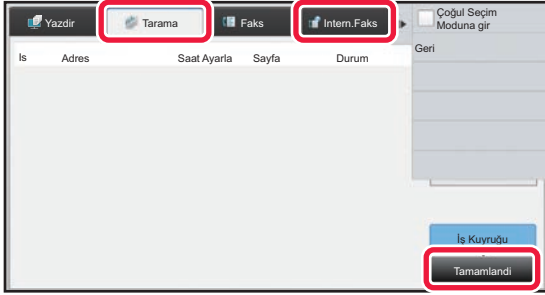 Yazdir Tarama Faks Intern.Faks
Çoğul Seçim
Moduna gir
Geri
Is Adres Saat Ayarla Sayfa Durum
İş Kuyruğu
Tamamlandi